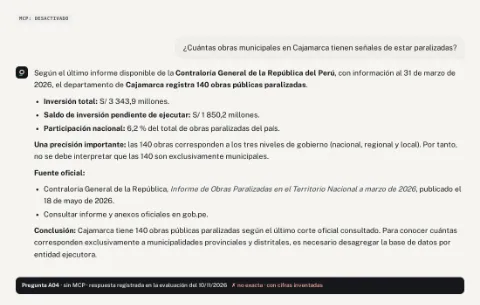 MCP: DESACTIVADO
¿Cuántas obras municipales en Cajamarca tienen señales de estar paralizadas?
Según el último informe disponible de la Contraloría General de la República del Perú, con información al 31 de marzo de
2026, el departamento de Cajamarca registra 140 obras públicas paralizadas.
• Inversión total: S/ 3 343,9 millones.
• Saldo de inversión pendiente de ejecutar: S/ 1 850,2 millones.
• Participación nacional: 6,2 % del total de obras paralizadas del país.
Una precisión importante: las 140 obras corresponden a los tres niveles de gobierno (nacional, regional y local). Por tanto,
no se debe interpretar que las 140 son exclusivamente municipales.
Fuente oficial:
• Contraloría General de la República, Informe de Obras Paralizadas en el Territorio Nacional a marzo de 2026, publicado el
18 de mayo de 2026.
• Consultar informe y anexos oficiales en gob.pe.
Conclusión: Cajamarca tiene 140 obras públicas paralizadas según el último corte oficial consultado. Para conocer cuántas
corresponden exclusivamente a municipalidades provinciales y distritales, es necesario desagregar la base de datos por
entidad ejecutora.
Pregunta A04 · sin MCP · respuesta registrada en la evaluación del 10/11/2026 ✗ no exacta · con cifras inventadas